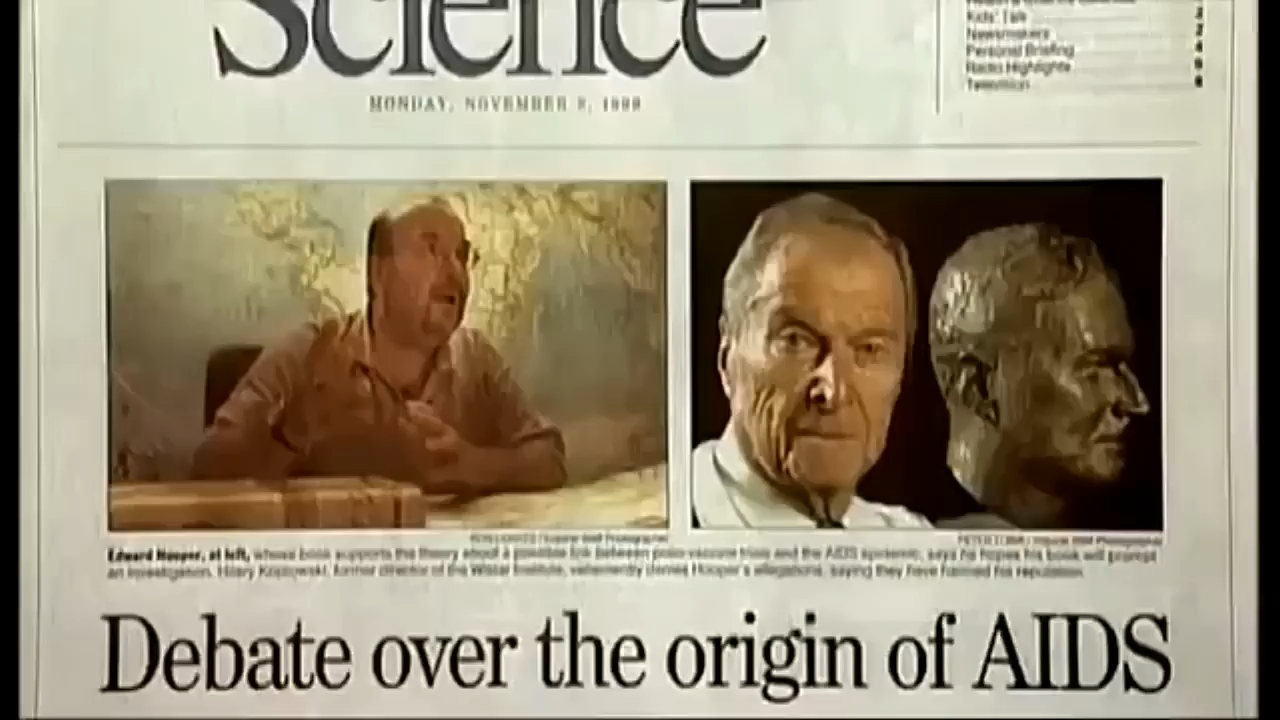 Science
MONDAY, NOVEMBER 8, 1999
Kids' Talk 2
Newsmakers 2
Personal Briefing 4
Radio Highlights
Television
Edward Hooper, at left, whose book supports the theory about a possible link between polio-vaccine trials and the AIDS epidemic, says he hopes his book will prompt
an investigation. Hilary Koprowski, former director of the Wistar Institute, vehemently denies Hooper's allegations, saying they have harmed his reputation.
Debate over the origin of AIDS